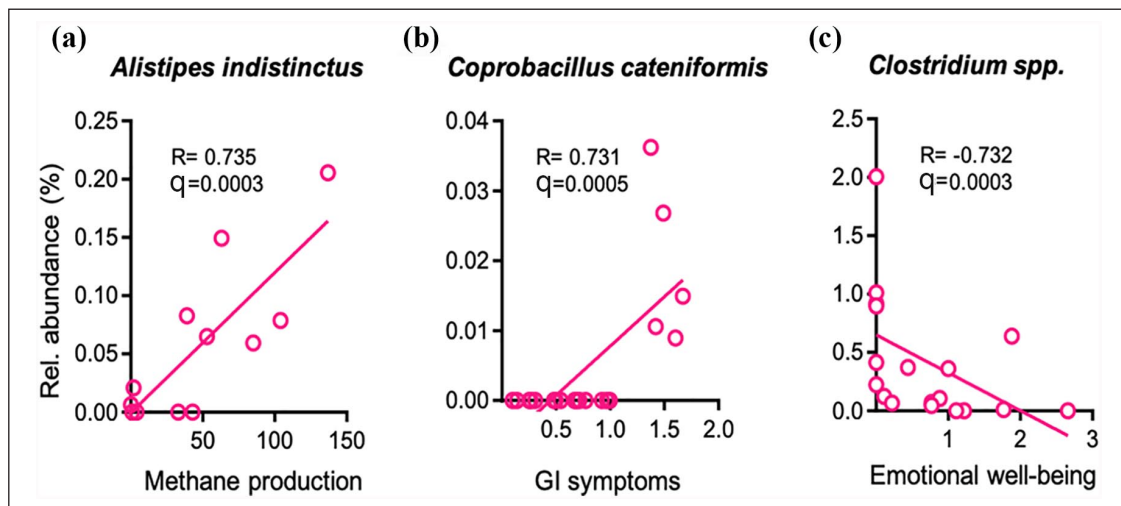 (a)
Alistipes indistinctus
R= 0.735
q=0.0003
Rel. abundance (%)
0.25
0.20
0.15
0.10
0.05
0.00
50
100
150
Methane production
(b)
Coprobacillus cateniformis
R= 0.731
q=0.0005
0.04
0.03
0.02
0.01
0.00
0.5
1.0
1.5
2.0
GI symptoms
(c)
Clostridium spp.
R= -0.732
q=0.0003
2.5
2.0
1.5
1.0
0.5
0.0
1
2
3
Emotional well-being